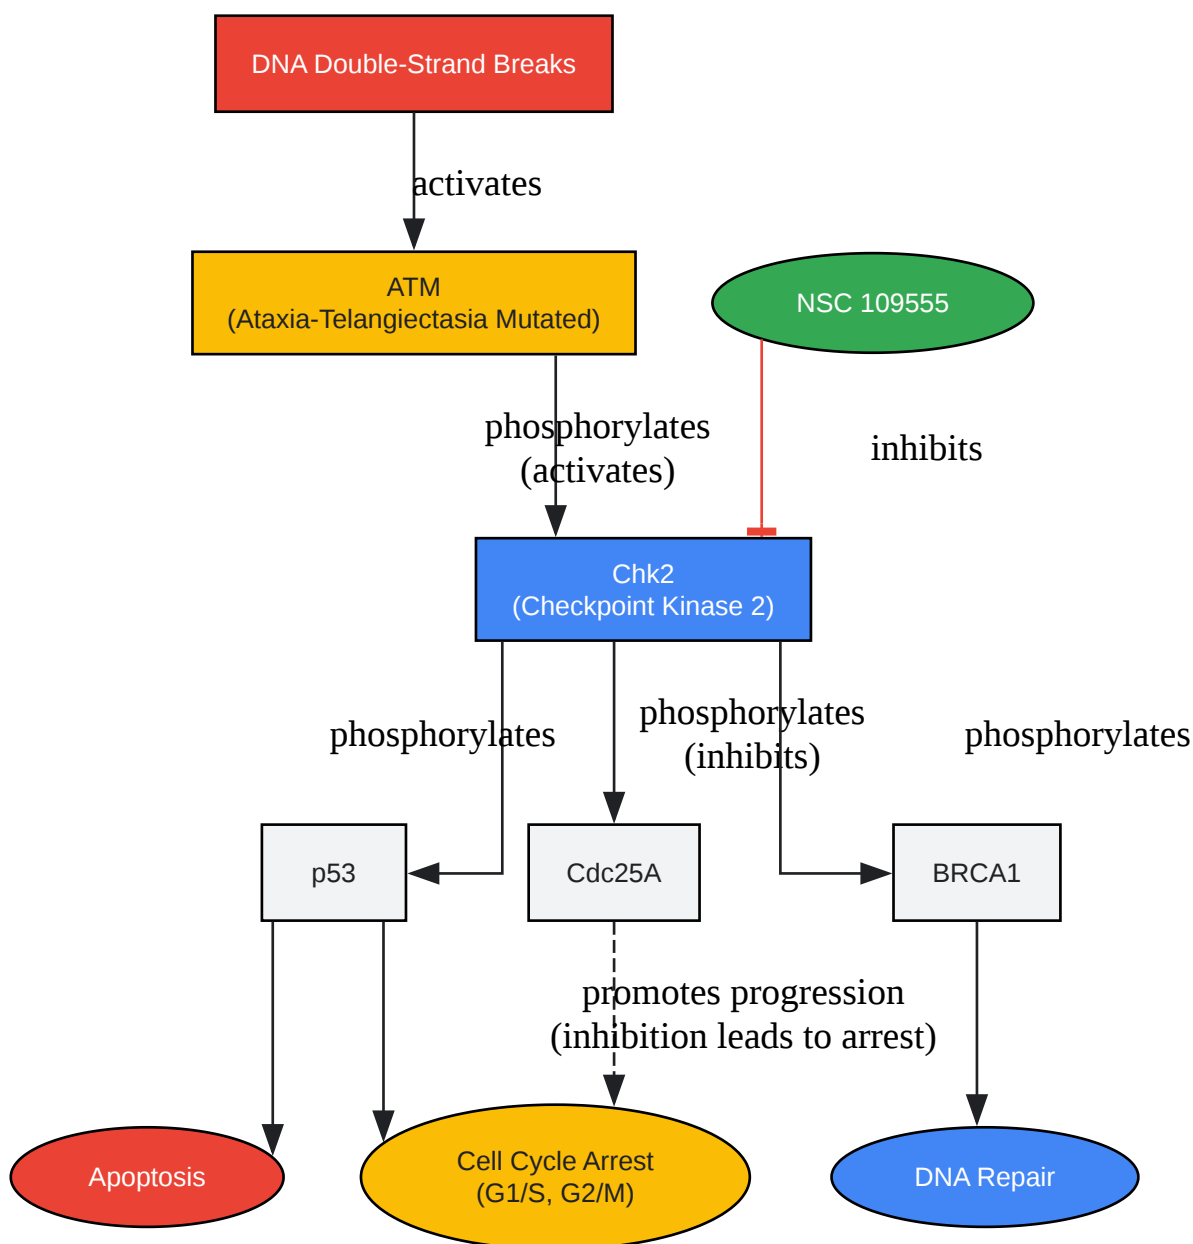 DNA Double-Strand Breaks
activates
ATM
(Ataxia-Telangiectasia Mutated)
NSC 109555
phosphorylates
(activates)
inhibits
Chk2
(Checkpoint Kinase 2)
phosphorylates
phosphorylates
(inhibits)
phosphorylates
p53
Cdc25A
BRCA1
promotes progression
(inhibition leads to arrest)
Apoptosis
Cell Cycle Arrest
(G1/S, G2/M)
DNA Repair